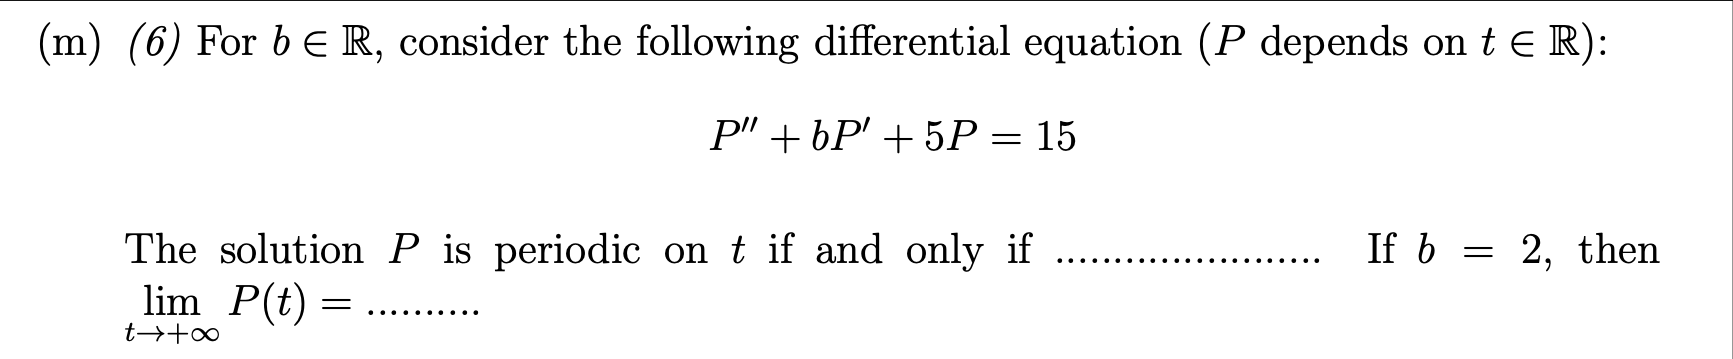 (m) (6) For b ∈ ℝ, consider the following differential equation (P depends on t ∈ ℝ):
P″ + bP′ + 5P = 15
The solution P is periodic on t if and only if ....................... If b = 2, then
lim P(t) = ..........
t→+∞